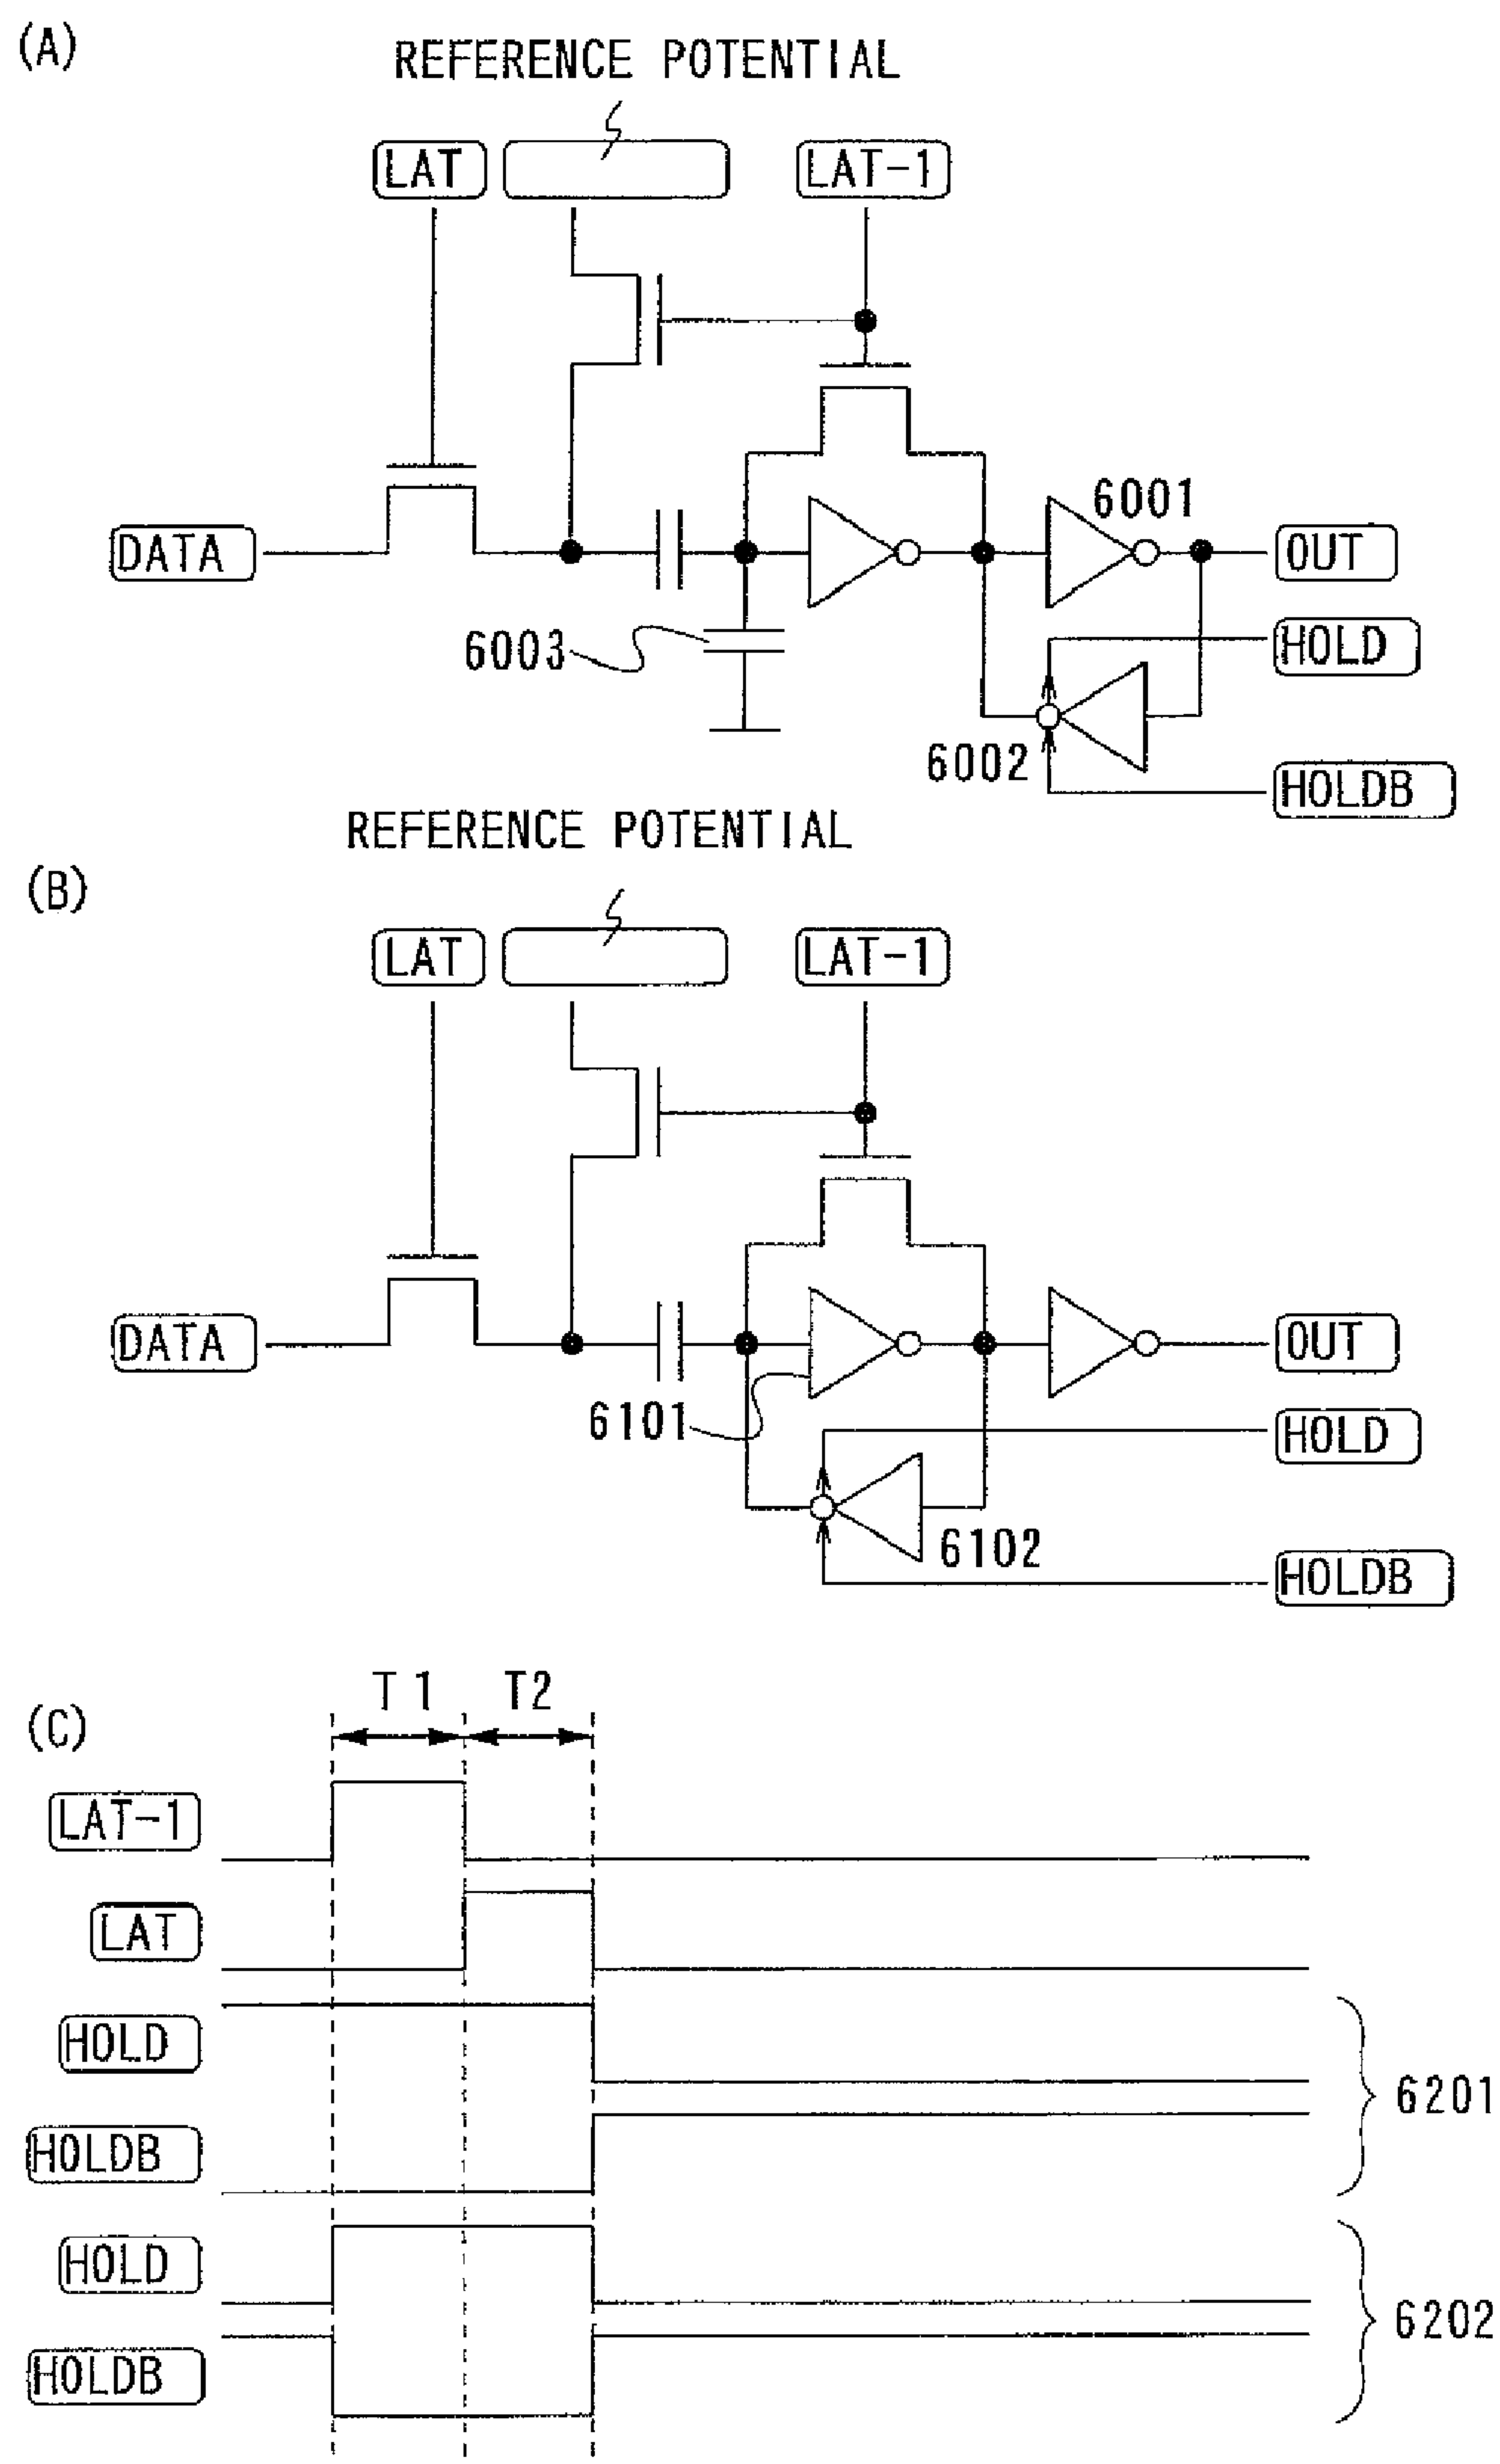 (A)
REFERENCE POTENTIAL
LAT
LAT-1
6001
DATA
OUT
6003
HOLD
6002
HOLDB
REFERENCE POTENTIAL
(B)
LAT
LAT-1
DATA
OUT
6101
HOLD
6102
HOLDB
(C)
T1 T2
LAT-1
LAT
HOLD
6201
HOLDB
HOLD
6202
HOLDB